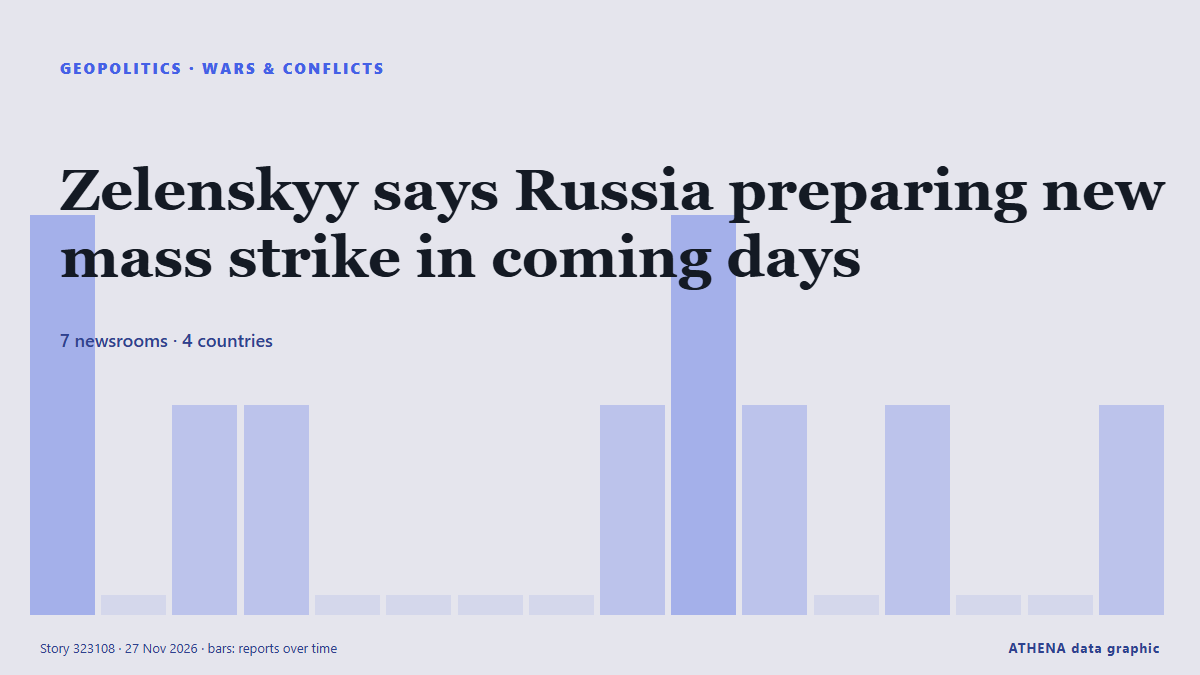 GEOPOLITICS · WARS & CONFLICTS
Zelenskyy says Russia preparing new
mass strike in coming days
7 newsrooms · 4 countries
Story 323108 · 27 Nov 2026 · bars: reports over time
ATHENA data graphic